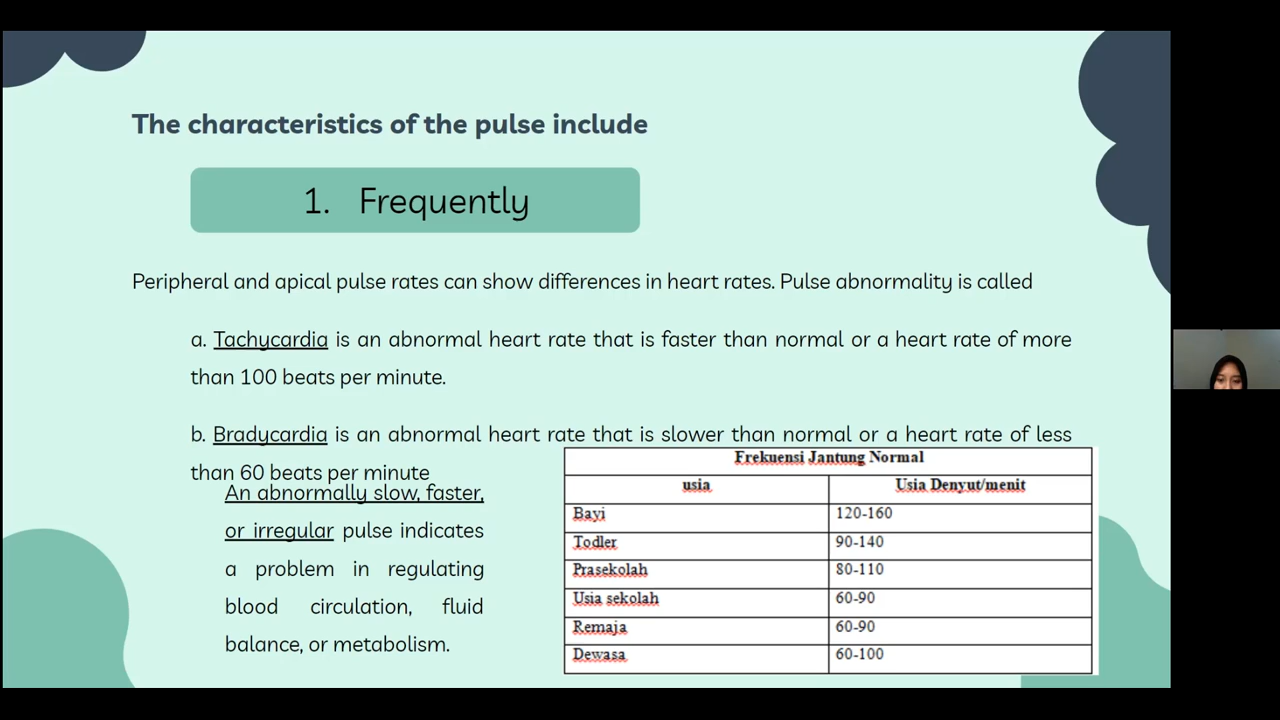 The characteristics of the pulse include
1. Frequently
Peripheral and apical pulse rates can show differences in heart rates. Pulse abnormality is called
a. Tachycardia is an abnormal heart rate that is faster than normal or a heart rate of more
than 100 beats per minute.
b. Bradycardia is an abnormal heart rate that is slower than normal or a heart rate of less
than 60 beats per minute
An abnormally slow, faster,
or irregular pulse indicates
a problem in regulating
blood circulation, fluid
balance, or metabolism.
Frekuensi Jantung Normal
usia Usia Denyut/menit
Bayi 120-160
Todler 90-140
Prasekolah 80-110
Usia sekolah 60-90
Remaja 60-90
Dewasa 60-100